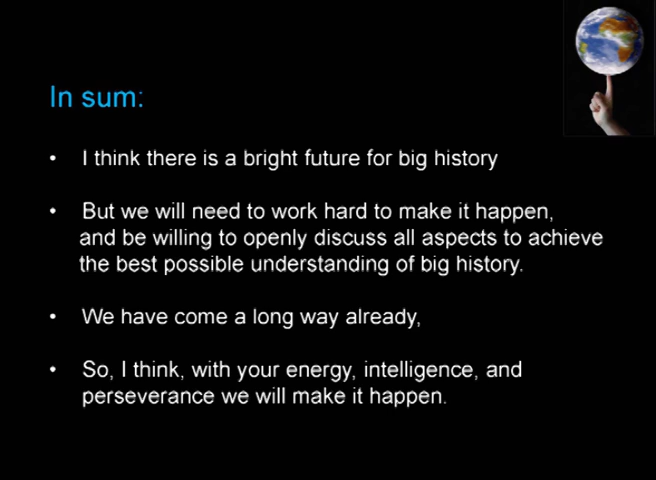 In sum:
• I think there is a bright future for big history
• But we will need to work hard to make it happen,
and be willing to openly discuss all aspects to achieve
the best possible understanding of big history.
• We have come a long way already,
• So, I think, with your energy, intelligence, and
perseverance we will make it happen.